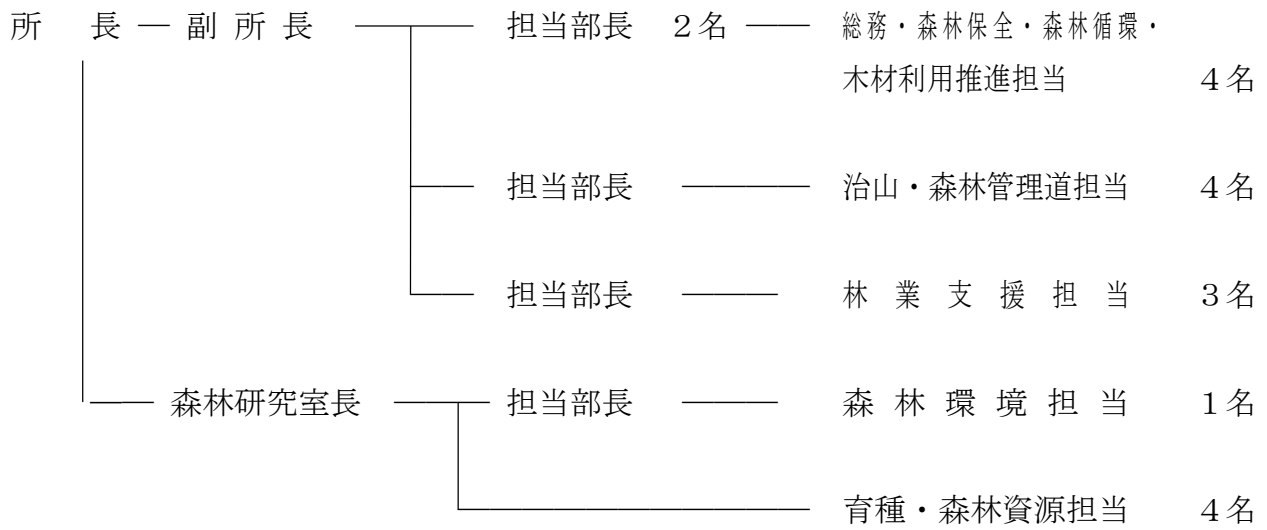 所　長 ― 副所長 ――― 担当部長　２名 ―― 総務・森林保全・森林循環・
木材利用推進担当　４名
担当部長 ―――― 治山・森林管理道担当　４名
担当部長 ――― 林業支援担当　３名
森林研究室長 ――― 担当部長 ――― 森林環境担当　１名
育種・森林資源担当　４名